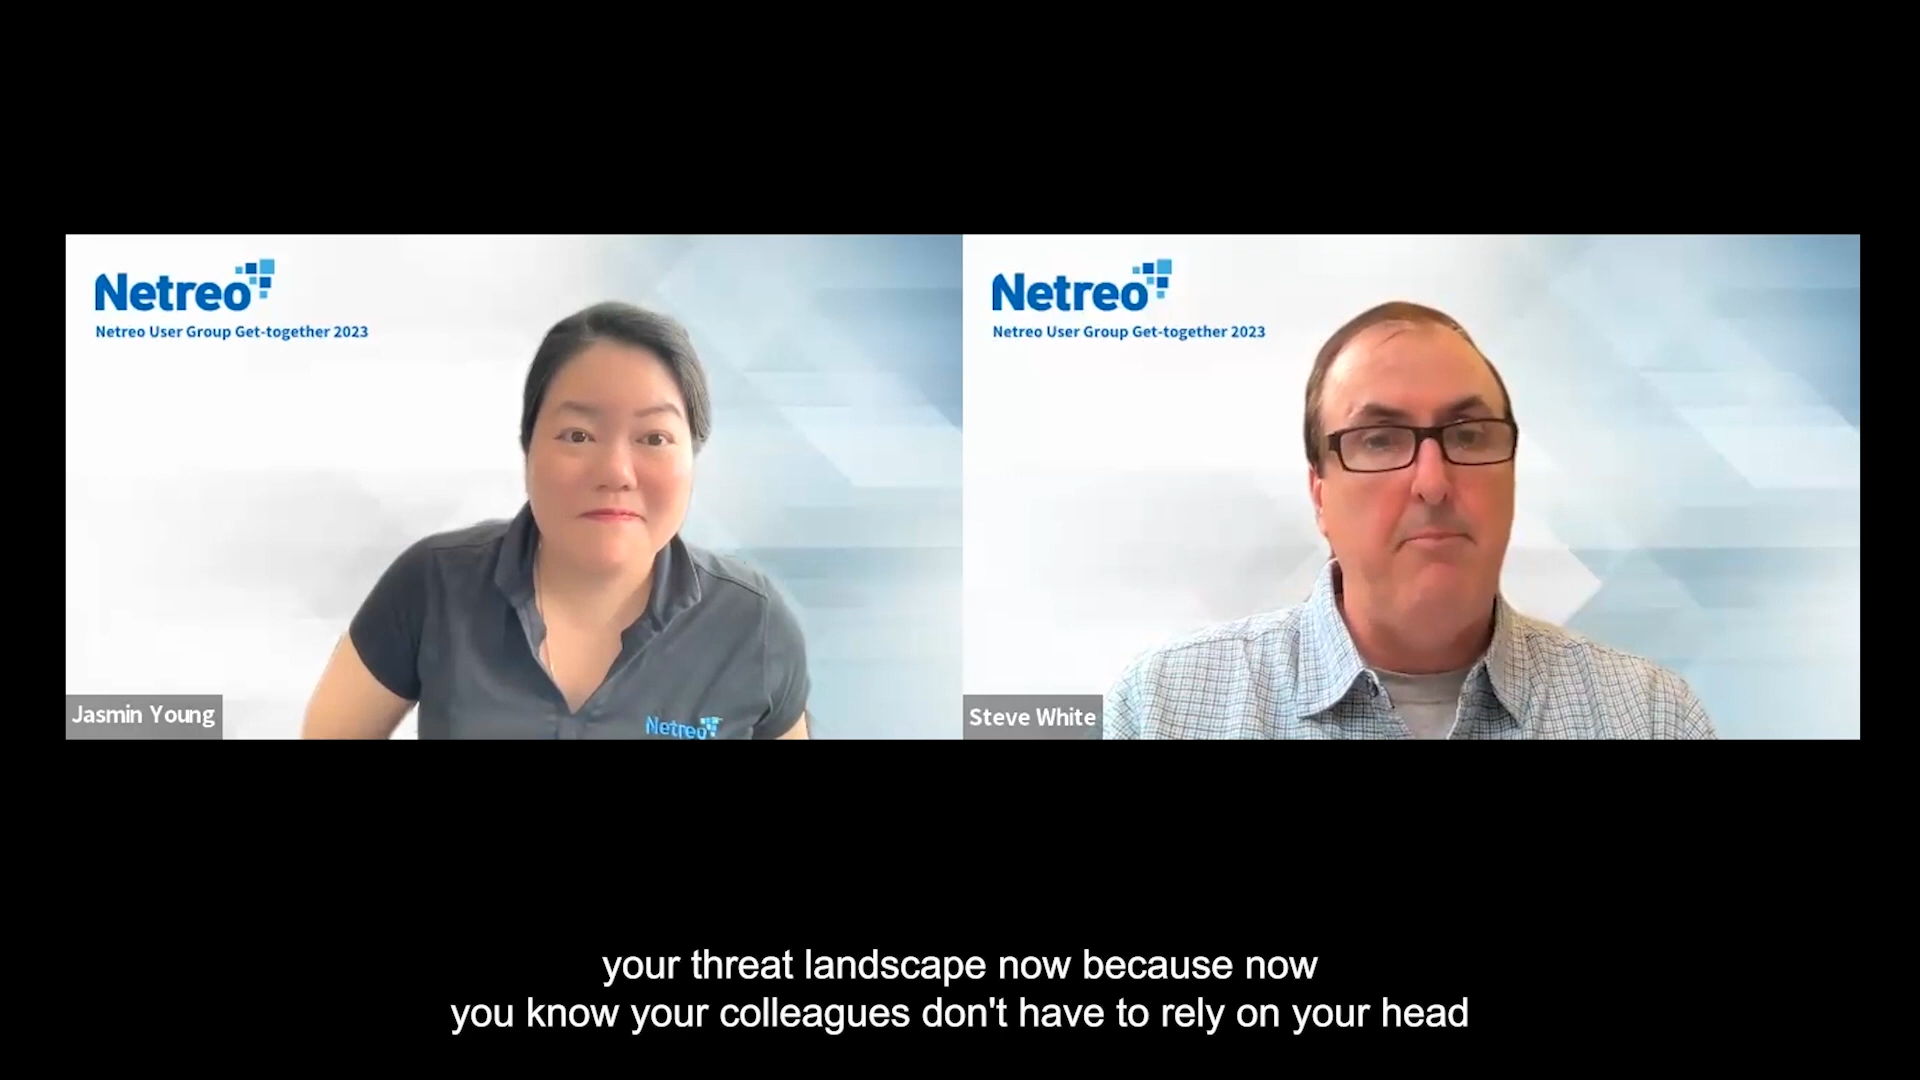 Netreo
Netreo User Group Get-together 2023
Jasmin Young
Netreo
Netreo
Netreo User Group Get-together 2023
Steve White
your threat landscape now because now
you know your colleagues don't have to rely on your head